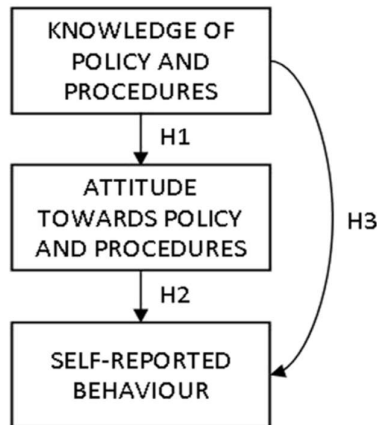 KNOWLEDGE OF
POLICY AND
PROCEDURES
H1
ATTITUDE
TOWARDS POLICY
AND PROCEDURES
H3
H2
SELF-REPORTED
BEHAVIOUR